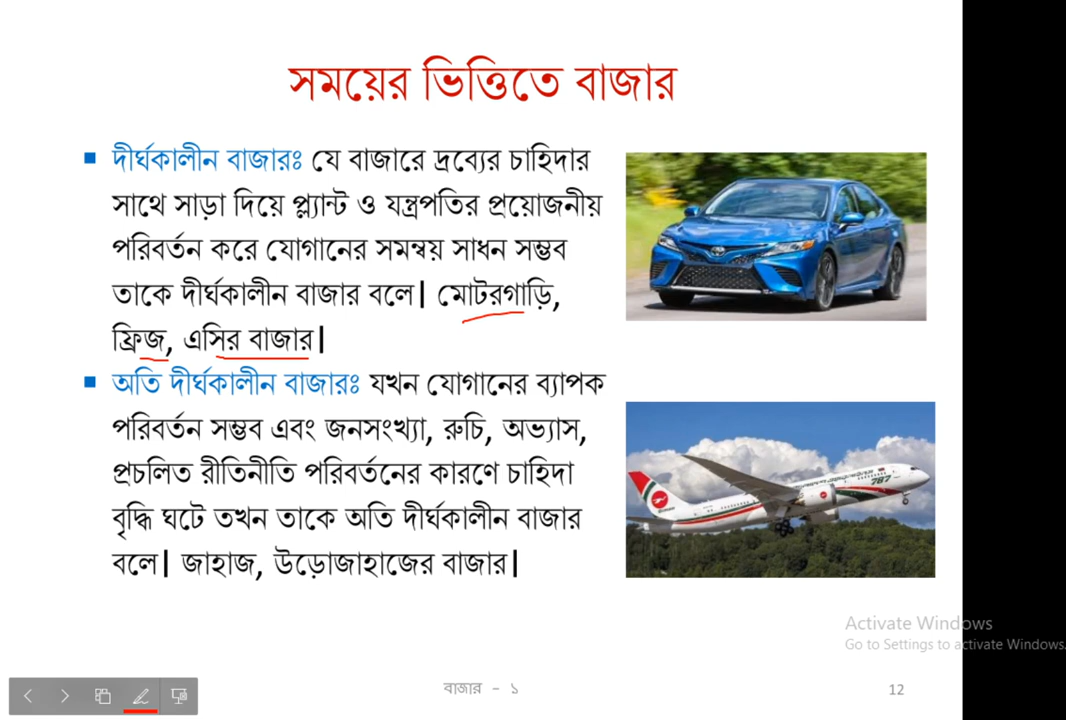 সময়ের ভিত্তিতে বাজার
দীর্ঘকালীন বাজারঃ যে বাজারে দ্রব্যের চাহিদার
সাথে সাড়া দিয়ে প্ল্যান্ট ও যন্ত্রপতির প্রয়োজনীয়
পরিবর্তন করে যোগানের সমন্বয় সাধন সম্ভব
তাকে দীর্ঘকালীন বাজার বলে| মোটরগাড়ি,
ফ্রিজ, এসির বাজার|
অতি দীর্ঘকালীন বাজারঃ যখন যোগানের ব্যাপক
পরিবর্তন সম্ভব এবং জনসংখ্যা, রুচি, অভ্যাস,
প্রচলিত রীতিনীতি পরিবর্তনের কারণে চাহিদা
বৃদ্ধি ঘটে তখন তাকে অতি দীর্ঘকালীন বাজার
বলে| জাহাজ, উড়োজাহাজের বাজার|
787
Activate Windows
Go to Settings to activate Windows.
বাজার - ১
12